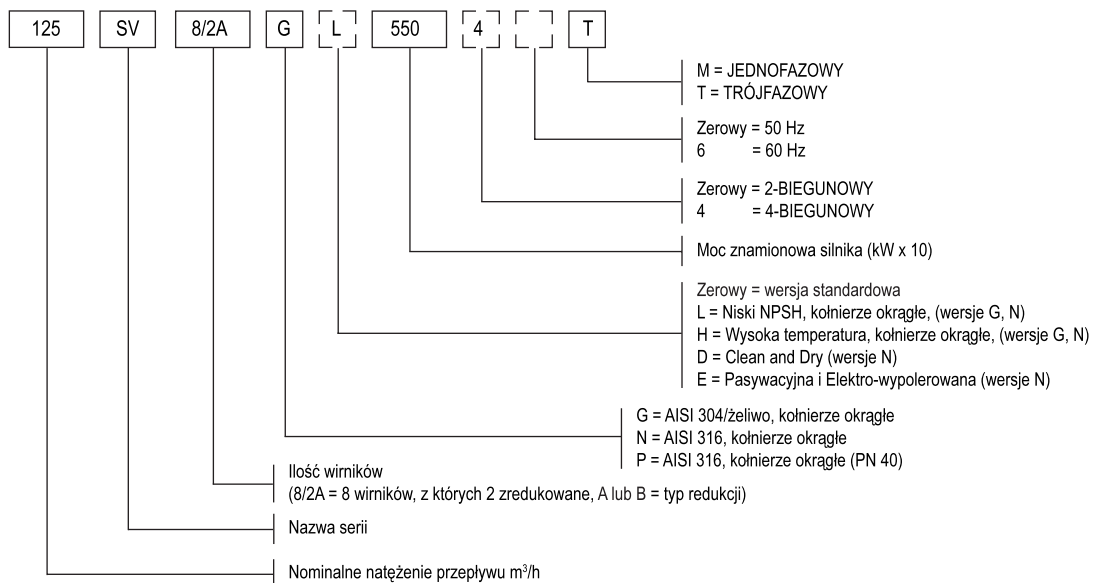 125 SV 8/2A G L 550 4 T
M = JEDNOFAZOWY
T = TRÓJFAZOWY
Zerowy = 50 Hz
6 = 60 Hz
Zerowy = 2-BIEGUNOWY
4 = 4-BIEGUNOWY
Moc znamionowa silnika (kW x 10)
Zerowy = wersja standardowa
L = Niski NPSH, kołnierze okrągłe, (wersje G, N)
H = Wysoka temperatura, kołnierze okrągłe, (wersje G, N)
D = Clean and Dry (wersje N)
E = Pasywacyjna i Elektro-wypolerowana (wersje N)
G = AISI 304/żeliwo, kołnierze okrągłe
N = AISI 316, kołnierze okrągłe
P = AISI 316, kołnierze okrągłe (PN 40)
Ilość wirników
(8/2A = 8 wirników, z których 2 zredukowane, A lub B = typ redukcji)
Nazwa serii
Nominalne natężenie przepływu m³/h